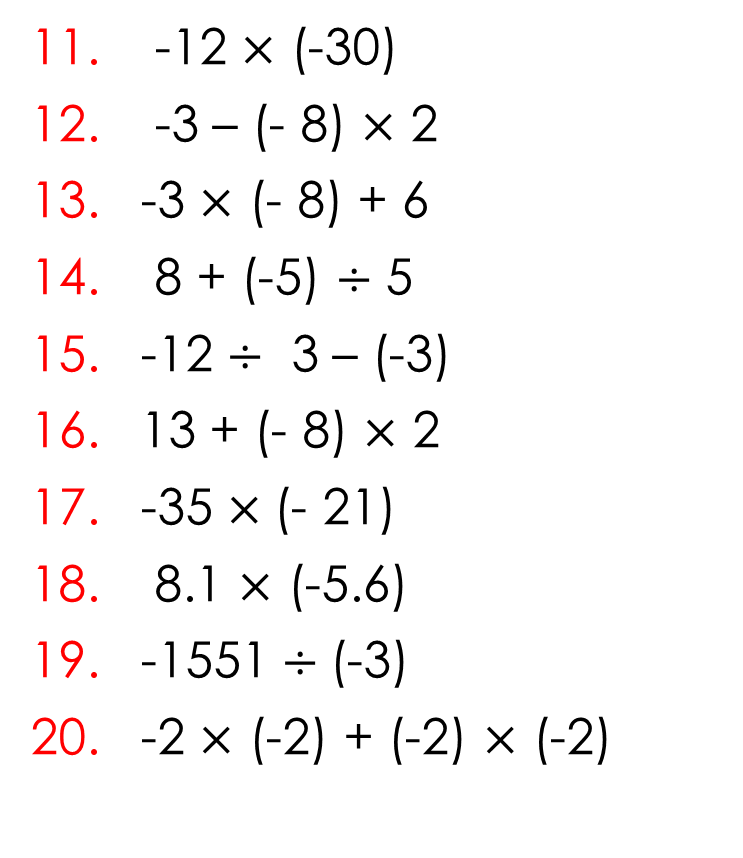 11. -12 × (-30)
12. -3 – (- 8) × 2
13. -3 × (- 8) + 6
14. 8 + (-5) ÷ 5
15. -12 ÷ 3 – (-3)
16. 13 + (- 8) × 2
17. -35 × (- 21)
18. 8.1 × (-5.6)
19. -1551 ÷ (-3)
20. -2 × (-2) + (-2) × (-2)